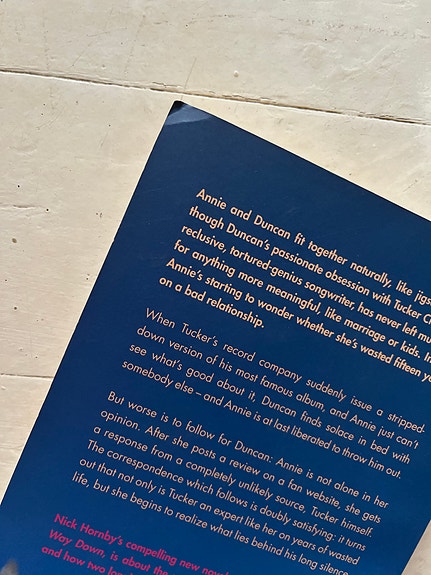 Annie and Duncan fit together naturally, like jigs
though Duncan's passionate obsession with Tucker C
reclusive, tortured-genius songwriter, has never left mu
for anything more meaningful, like marriage or kids. In
Annie's starting to wonder whether she's wasted fifteen ye
on a bad relationship.
When Tucker's record company suddenly issue a stripped-
down version of his most famous album, and Annie just can't
see what's good about it, Duncan finds solace in bed with
somebody else – and Annie is at last liberated to throw him out.
But worse is to follow for Duncan: Annie is not alone in her
opinion. After she posts a review on a fan website, she gets
a response from a completely unlikely source, Tucker himself.
The correspondence which follows is doubly satisfying: it turns
out that not only is Tucker an expert like her on years of wasted
life, but she begins to realize what lies behind his long silence
Nick Hornby's compelling new nov
Way Down, is about the
and how two